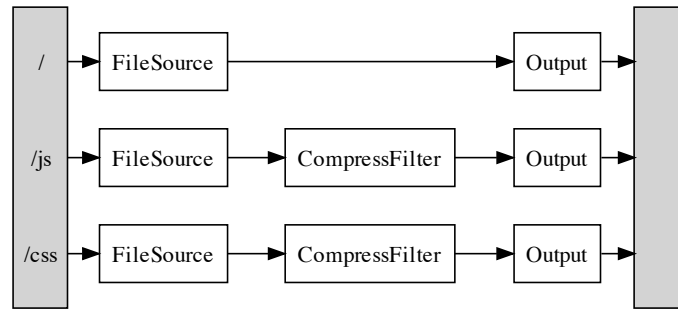 / FileSource Output
/js FileSource CompressFilter Output
/css FileSource CompressFilter Output